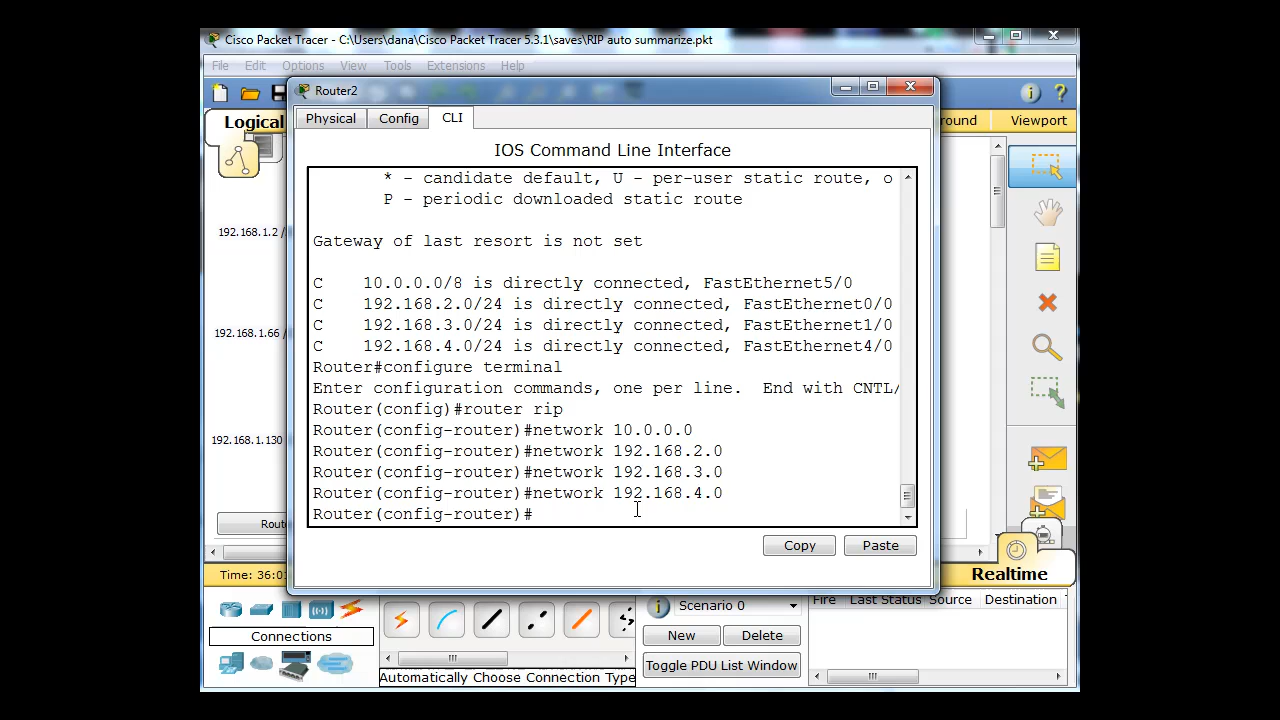 Cisco Packet Tracer - C:\Users\dana\Cisco Packet Tracer 5.3.1\saves\RIP auto summarize.pkt
File Edit Options View Tools Extensions Help
Router2
Logical
Viewport
Physical Config CLI
IOS Command Line Interface
* - candidate default, U - per-user static route, o
P - periodic downloaded static route
Gateway of last resort is not set
C 10.0.0.0/8 is directly connected, FastEthernet5/0
C 192.168.2.0/24 is directly connected, FastEthernet0/0
C 192.168.3.0/24 is directly connected, FastEthernet1/0
C 192.168.4.0/24 is directly connected, FastEthernet4/0
Router#configure terminal
Enter configuration commands, one per line. End with CNTL/
Router(config)#router rip
Router(config-router)#network 10.0.0.0
Router(config-router)#network 192.168.2.0
Router(config-router)#network 192.168.3.0
Router(config-router)#network 192.168.4.0
Router(config-router)#
192.168.1.2 /
192.168.1.66 /
192.168.1.130
Copy Paste
Time: 36:0
Realtime
Connections
Scenario 0
New Delete
Toggle PDU List Window
Fire Last Status Source Destination
Automatically Choose Connection Type